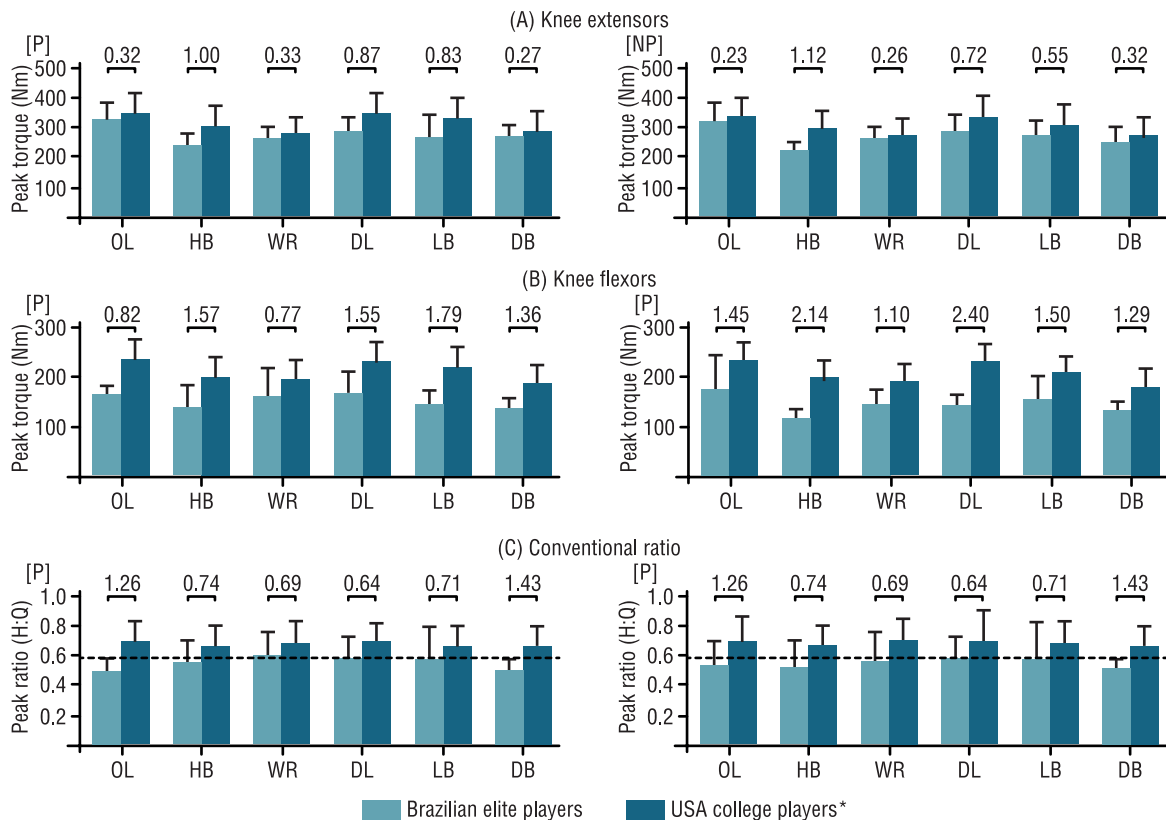 (A) Knee extensors
[P]
0.32 1.00 0.33 0.87 0.83 0.27
Peak torque (Nm)
500
400
300
200
100
OL HB WR DL LB DB
[NP]
0.23 1.12 0.26 0.72 0.55 0.32
Peak torque (Nm)
500
400
300
200
100
OL HB WR DL LB DB
(B) Knee flexors
[P]
0.82 1.57 0.77 1.55 1.79 1.36
Peak torque (Nm)
300
200
100
OL HB WR DL LB DB
[P]
1.45 2.14 1.10 2.40 1.50 1.29
Peak torque (Nm)
300
200
100
OL HB WR DL LB DB
(C) Conventional ratio
[P]
1.26 0.74 0.69 0.64 0.71 1.43
Peak ratio (H:Q)
1.0
0.8
0.6
0.4
0.2
OL HB WR DL LB DB
[P]
1.26 0.74 0.69 0.64 0.71 1.43
Peak ratio (H:Q)
1.0
0.8
0.6
0.4
0.2
OL HB WR DL LB DB
Brazilian elite players USA college players*